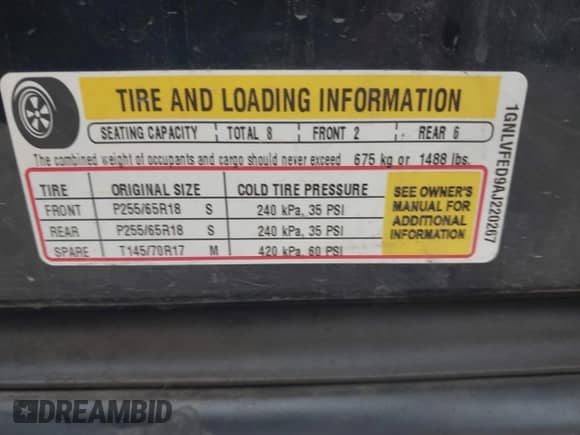 TIRE AND LOADING INFORMATION
SEATING CAPACITY TOTAL 8 FRONT 2 REAR 6
The combined weight of occupants and cargo should never exceed 675 kg or 1488 lbs.
TIRE ORIGINAL SIZE COLD TIRE PRESSURE
FRONT P255/65R18 S 240 kPa, 35 PSI
REAR P255/65R18 S 240 kPa, 35 PSI
SPARE T145/70R17 M 420 kPa, 60 PSI
SEE OWNER'S
MANUAL FOR
ADDITIONAL
INFORMATION
1GNLVFED9AJ220267
DREAMBID